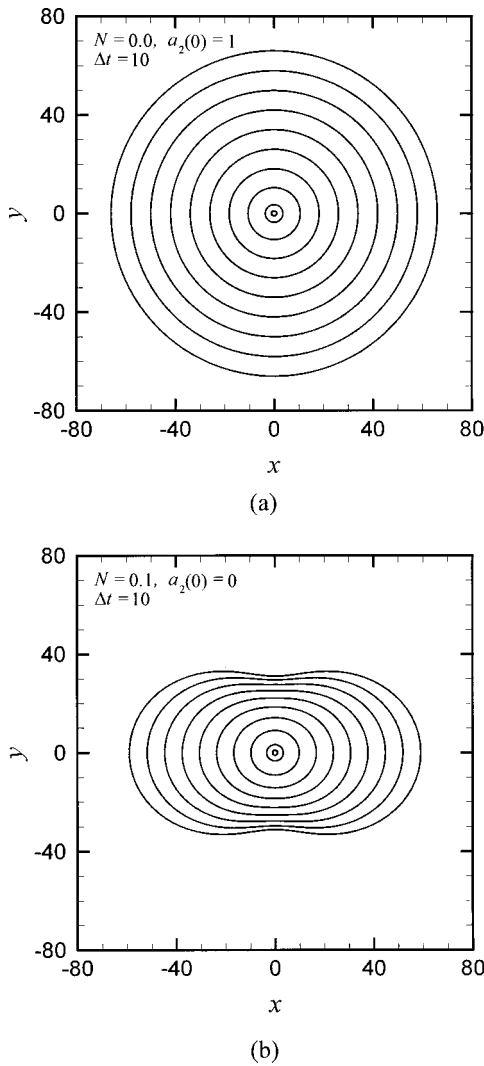 80
N = 0.0, a₂(0) = 1
Δt = 10
40
y
0
-40
-80
-80 -40 0 40 80
x
(a)
80
N = 0.1, a₂(0) = 0
Δt = 10
40
y
0
-40
-80
-80 -40 0 40 80
x
(b)